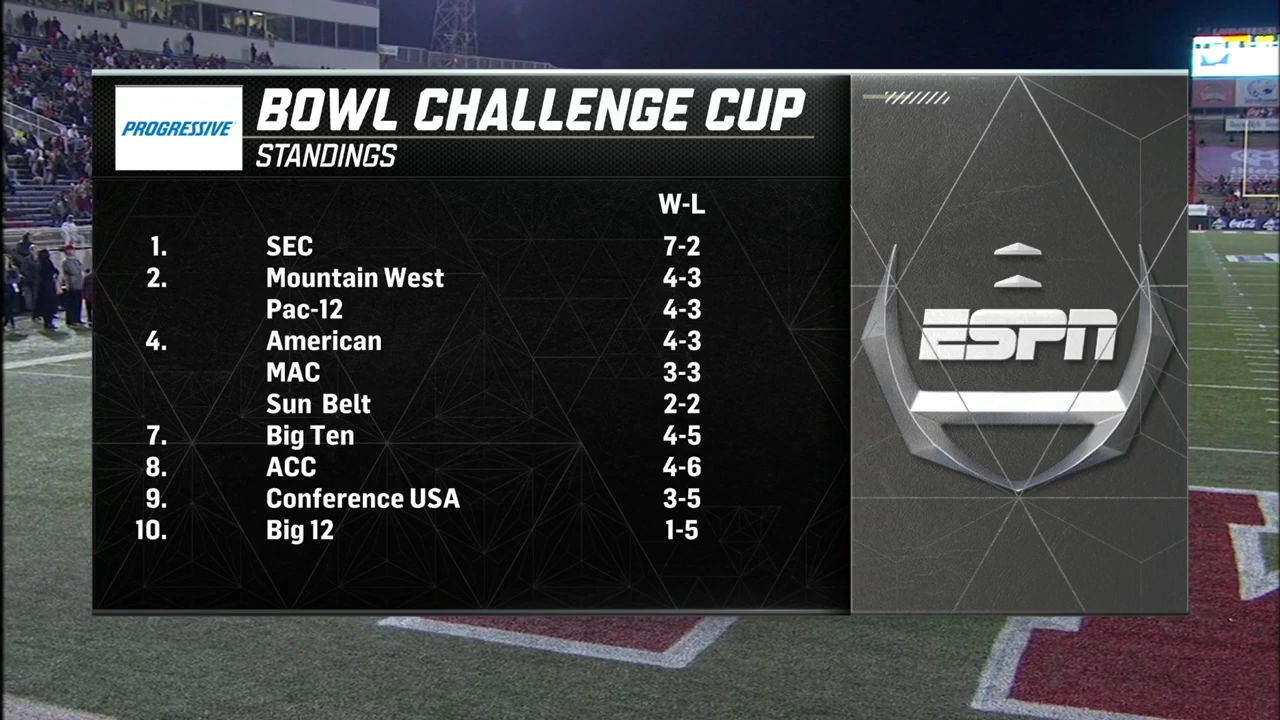 PROGRESSIVE
BOWL CHALLENGE CUP
STANDINGS
W-L
1. SEC 7-2
2. Mountain West 4-3
Pac-12 4-3
4. American 4-3
MAC 3-3
Sun Belt 2-2
7. Big Ten 4-5
8. ACC 4-6
9. Conference USA 3-5
10. Big 12 1-5
ESPN
Coca-Cola